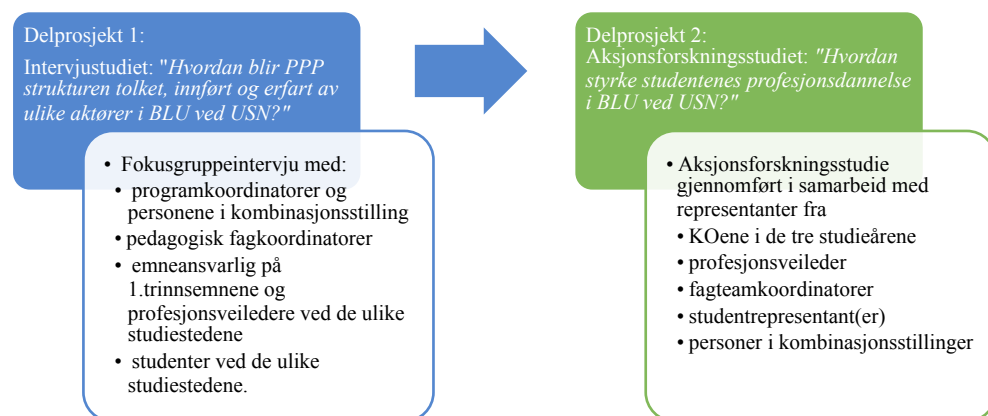 Delprosjekt 1:
Intervjustudiet: "Hvordan blir PPP
strukturen tolket, innført og erfart av
ulike aktører i BLU ved USN?"
• Fokusgruppeintervju med:
• programkoordinatorer og
personene i kombinasjonsstilling
• pedagogisk fagkoordinatorer
• emneansvarlig på
1.trinnsemnene og
profesjonsveiledere ved de ulike
studiestedene
• studenter ved de ulike
studiestedene.
Delprosjekt 2:
Aksjonsforskningsstudiet: "Hvordan
styrke studentenes profesjonsdannelse
i BLU ved USN?"
• Aksjonsforskningsstudie
gjennomført i samarbeid med
representanter fra
• KOene i de tre studieårene
• profesjonsveileder
• fagteamkoordinatorer
• studentrepresentant(er)
• personer i kombinasjonsstillinger